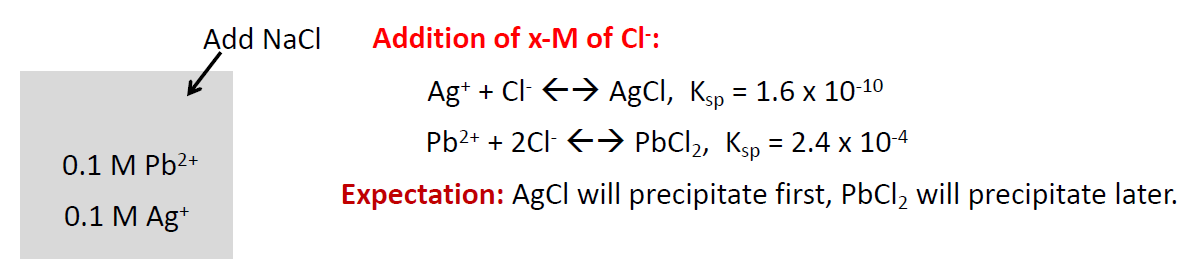 Add NaCl
0.1 M Pb²⁺
0.1 M Ag⁺
Addition of x-M of Cl⁻:
Ag⁺ + Cl⁻ ←→ AgCl, Kₛₚ = 1.6 x 10⁻¹⁰
Pb²⁺ + 2Cl⁻ ←→ PbCl₂, Kₛₚ = 2.4 x 10⁻⁴
Expectation: AgCl will precipitate first, PbCl₂ will precipitate later.